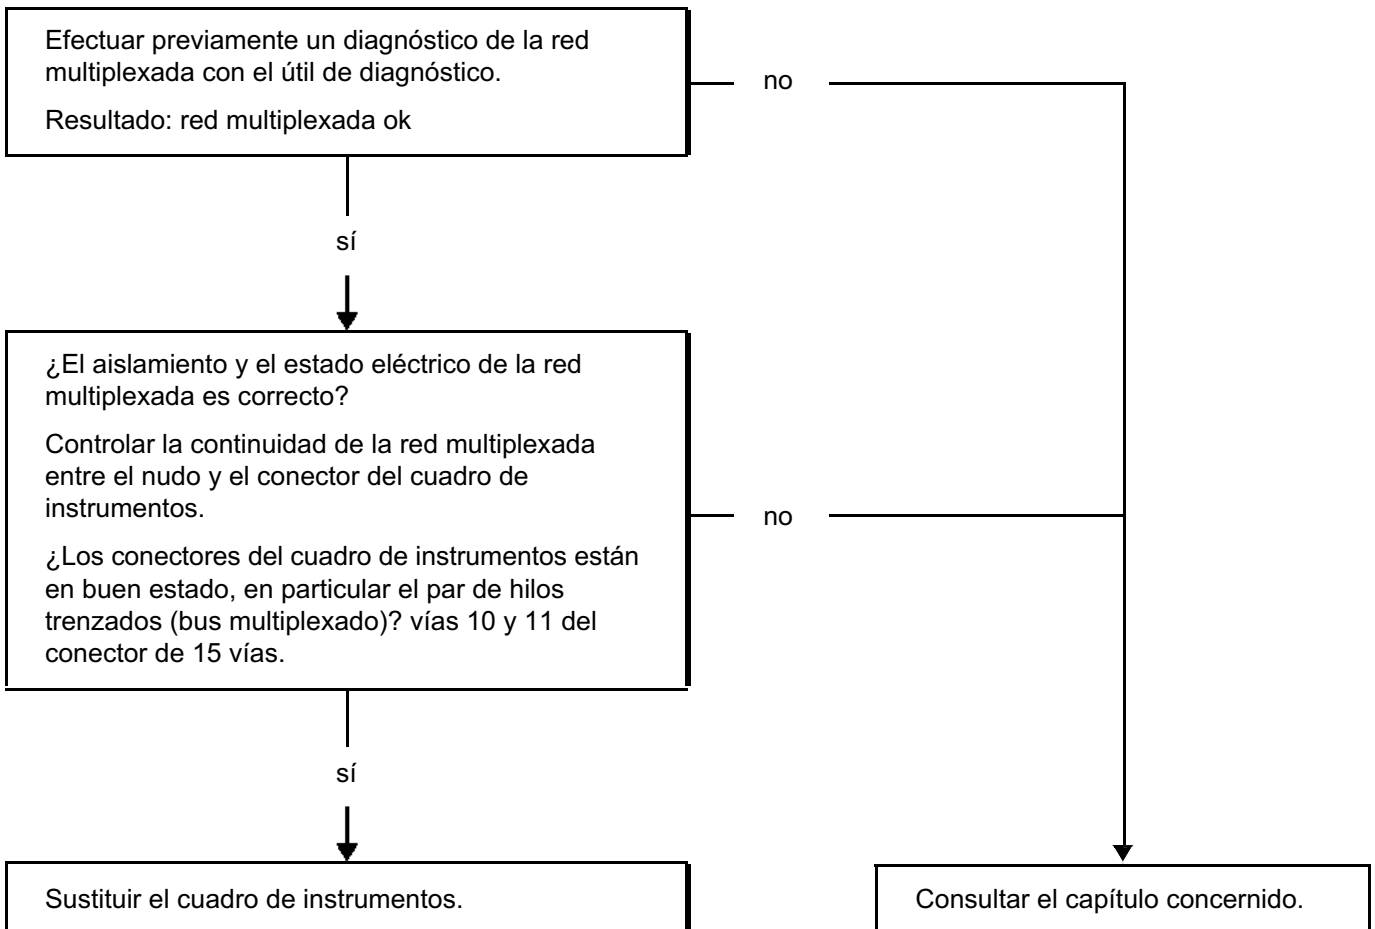 Efectuar previamente un diagnóstico de la red
multiplexada con el útil de diagnóstico.
Resultado: red multiplexada ok
no
sí
¿El aislamiento y el estado eléctrico de la red
multiplexada es correcto?
Controlar la continuidad de la red multiplexada
entre el nudo y el conector del cuadro de
instrumentos.
¿Los conectores del cuadro de instrumentos están
en buen estado, en particular el par de hilos
trenzados (bus multiplexado)? vías 10 y 11 del
conector de 15 vías.
no
sí
Sustituir el cuadro de instrumentos.
Consultar el capítulo concernido.